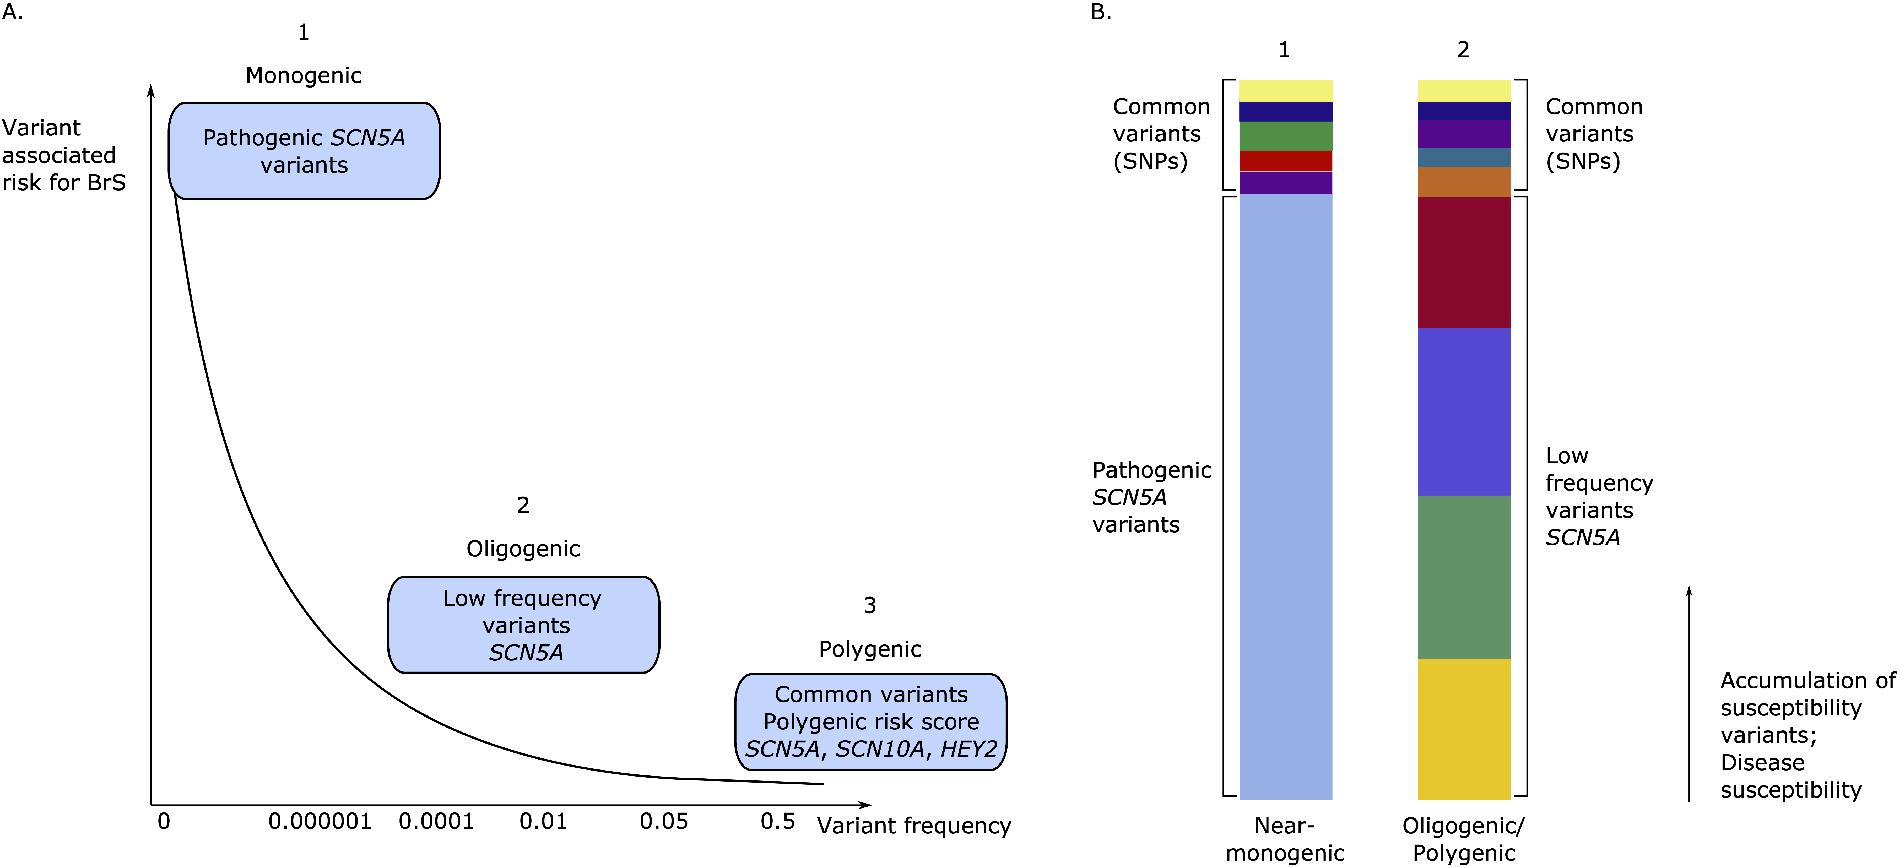 A.
1
Monogenic
Variant
associated
risk for BrS
Pathogenic SCN5A
variants
2
Oligogenic
Low frequency
variants
SCN5A
3
Polygenic
Common variants
Polygenic risk score
SCN5A, SCN10A, HEY2
0 0.000001 0.0001 0.01 0.05 0.5 Variant frequency
B.
1 2
Common
variants
(SNPs)
Common
variants
(SNPs)
Pathogenic
SCN5A
variants
Low
frequency
variants
SCN5A
Near-
monogenic
Oligogenic/
Polygenic
Accumulation of
susceptibility
variants;
Disease
susceptibility